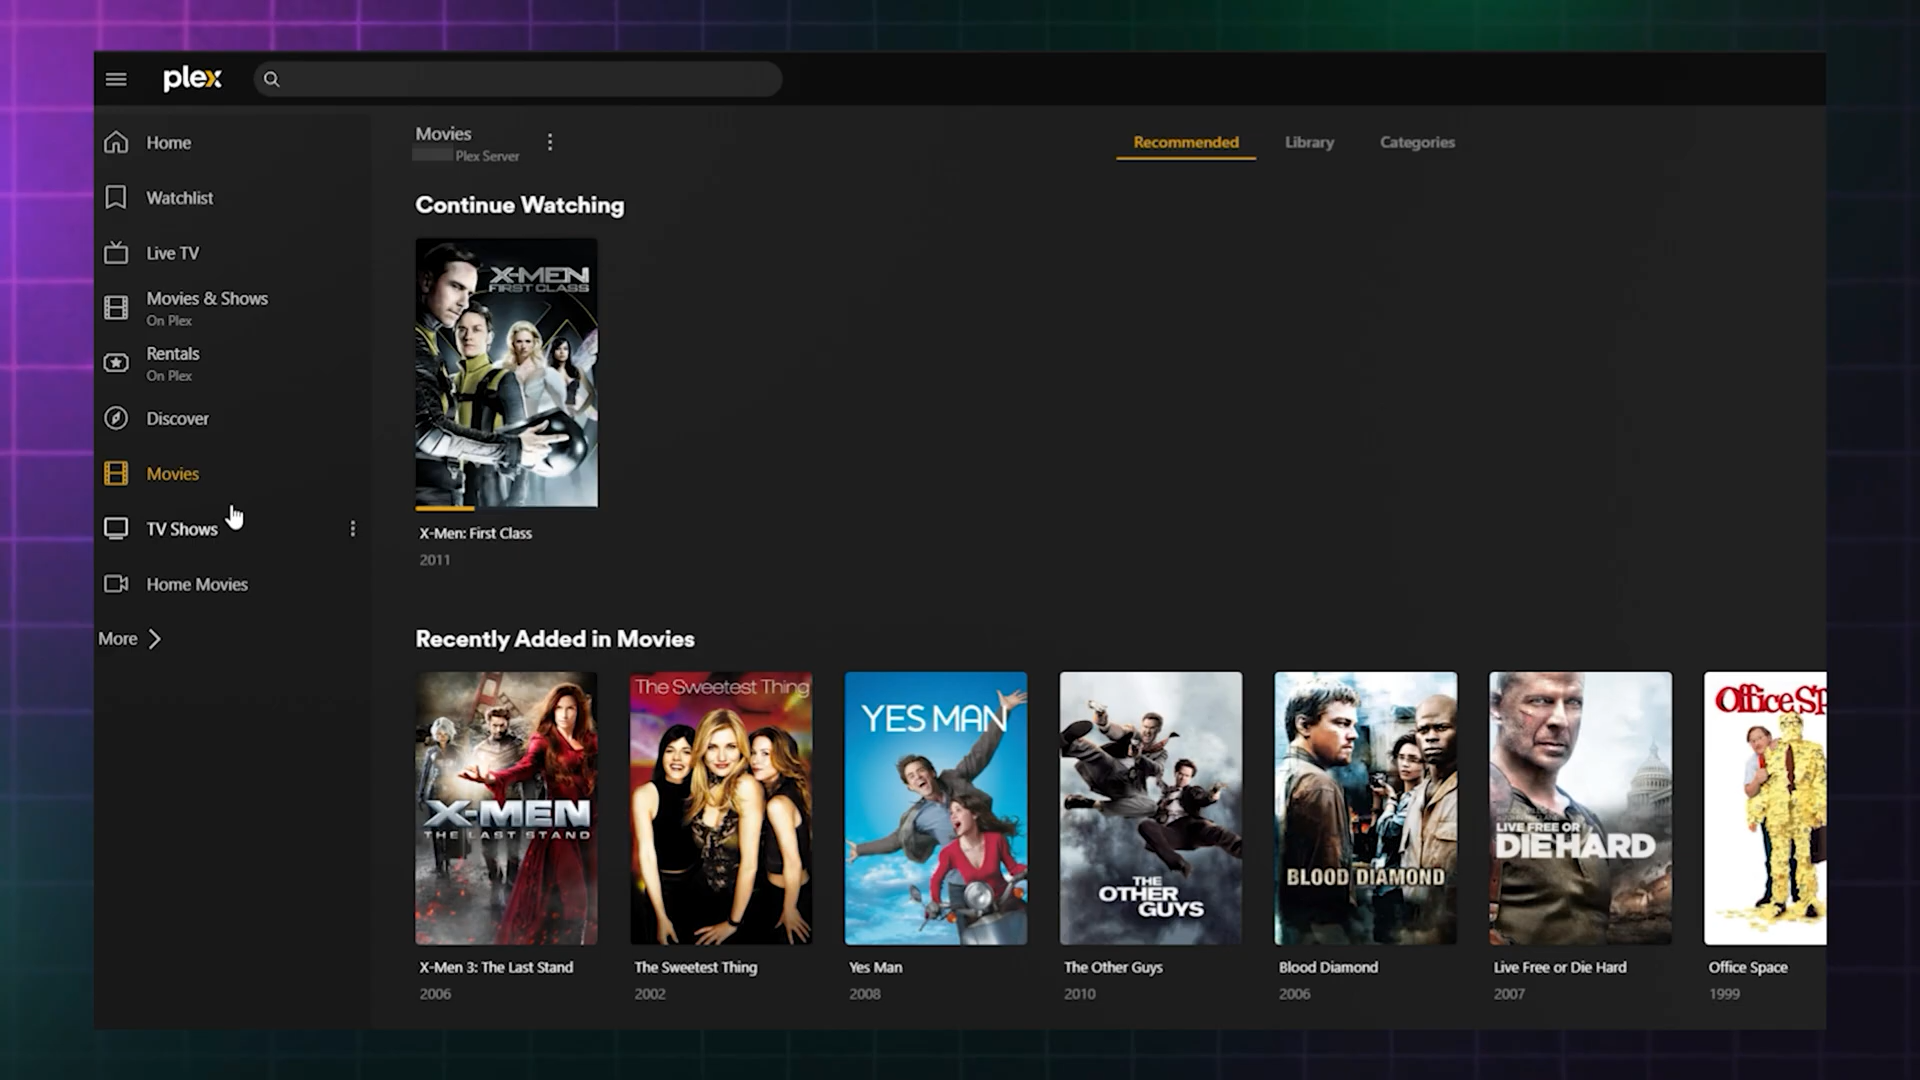 plex
Home
Watchlist
Live TV
Movies & Shows
On Plex
Rentals
On Plex
Discover
Movies
TV Shows
Home Movies
More
Movies
Plex Server
Recommended
Library
Categories
Continue Watching
X-MEN
FIRST CLASS
X-Men: First Class
2011
Recently Added in Movies
X-MEN
THE LAST STAND
X-Men 3: The Last Stand
2006
The Sweetest Thing
The Sweetest Thing
2002
YES MAN
Yes Man
2008
THE
OTHER
GUYS
The Other Guys
2010
BLOOD DIAMOND
Blood Diamond
2006
LIVE FREE OR
DIE HARD
Live Free or Die Hard
2007
Office SP
Office Space
1999